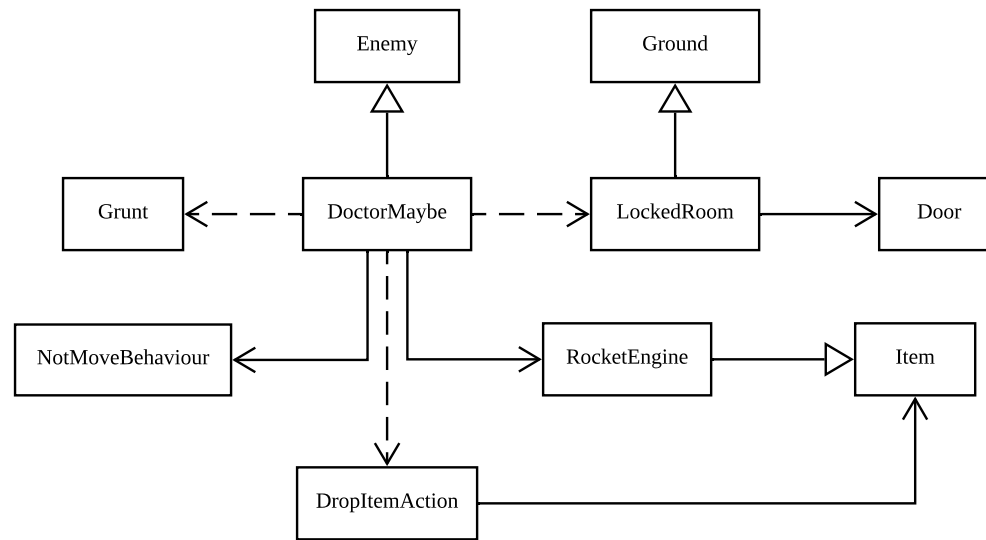 Enemy
Ground
Grunt
DoctorMaybe
LockedRoom
Door
NotMoveBehaviour
RocketEngine
Item
DropItemAction